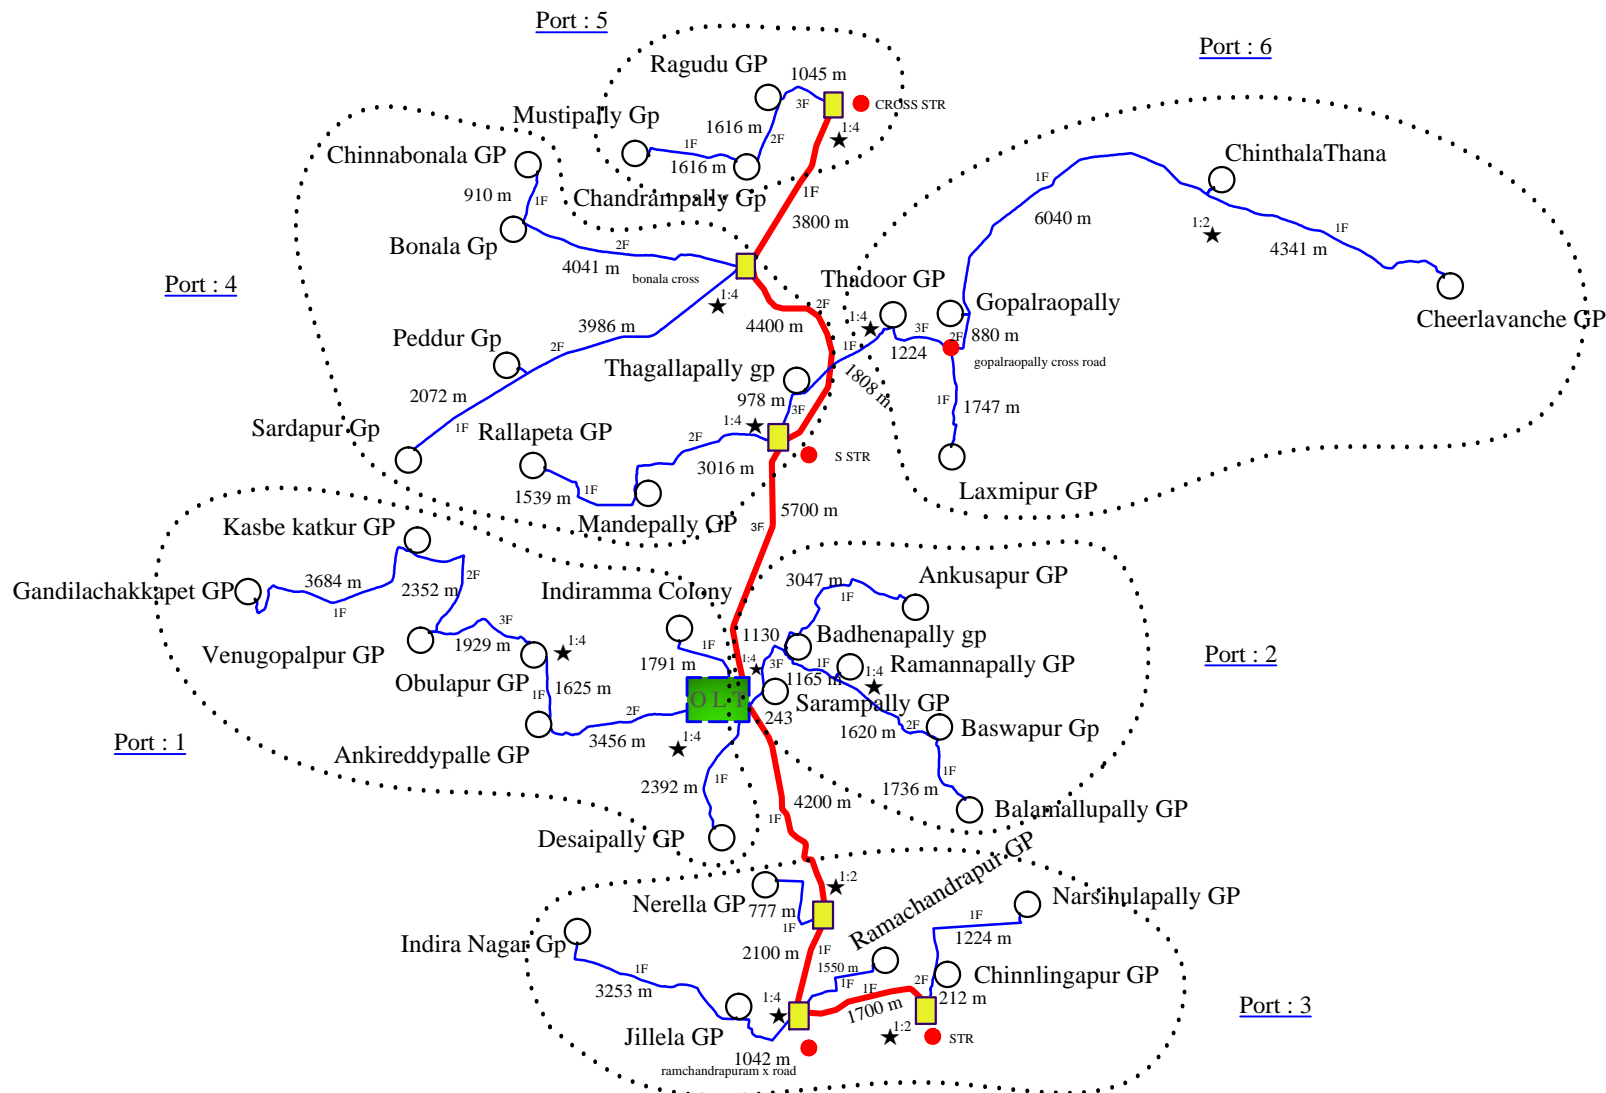 Port : 5
Port : 6
Ragudu GP
1045 m
3F
CROSS STR
1:4
Mustipally Gp
1616 m
2F
1F
1616 m
Chinnabonala GP
ChinthalaThana
910 m
1F
Chandrampally Gp
1F
3800 m
1F
6040 m
1:2
1F
4341 m
Bonala Gp
2F
4041 m
bonala cross
Thadoor GP
Port : 4
1:4
2F
4400 m
3986 m
1:4
3F
1224
Gopalraopally
880 m
2F
gopalraopally cross road
Cheerlavanche GP
Peddur Gp
2F
1F
1808 m
Thagallapally gp
978 m
3F
2072 m
1F
1F
1747 m
Sardapur Gp
Rallapeta GP
1:4
2F
3016 m
S STR
1539 m
1F
Mandepally GP
Laxmipur GP
5700 m
3F
Kasbe katkur GP
Gandilachakkapet GP
3684 m
1F
2352 m
2F
Indiramma Colony
3047 m
1F
Ankusapur GP
Venugopalpur GP
3F
1929 m
1:4
1F
1791 m
1130
Badhenapally gp
Port : 2
Obulapur GP
1625 m
1F
1:4
3F
1F
1165 m
Ramannapally GP
1:4
O L T
Sarampally GP
243
Port : 1
Ankireddypalle GP
2F
3456 m
1:4
1620 m
2F
Baswapur Gp
2392 m
1F
4200 m
1F
1736 m
1F
Balamallupally GP
Desaipally GP
1:2
Ramachandrapur GP
Nerella GP
777 m
1F
Narsihulapally GP
Indira Nagar Gp
2100 m
1F
1F
1224 m
1F
3253 m
1550 m
1F
1F
1700 m
2F
212 m
Chinnlingapur GP
1:4
Jillela GP
1042 m
1:2
STR
Port : 3
ramchandrapuram x road